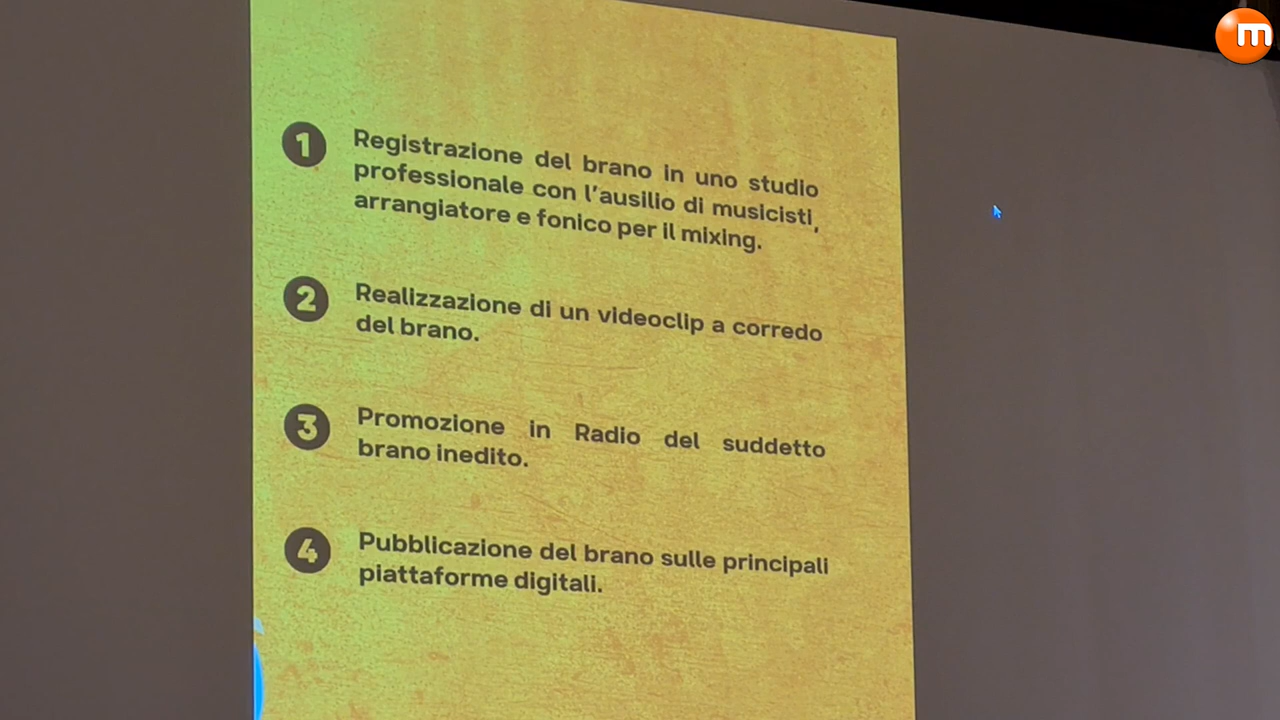 m
1 Registrazione del brano in uno studio
professionale con l'ausilio di musicisti,
arrangiatore e fonico per il mixing.
2 Realizzazione di un videoclip a corredo
del brano.
3 Promozione in Radio del suddetto
brano inedito.
4 Pubblicazione del brano sulle principali
piattaforme digitali.